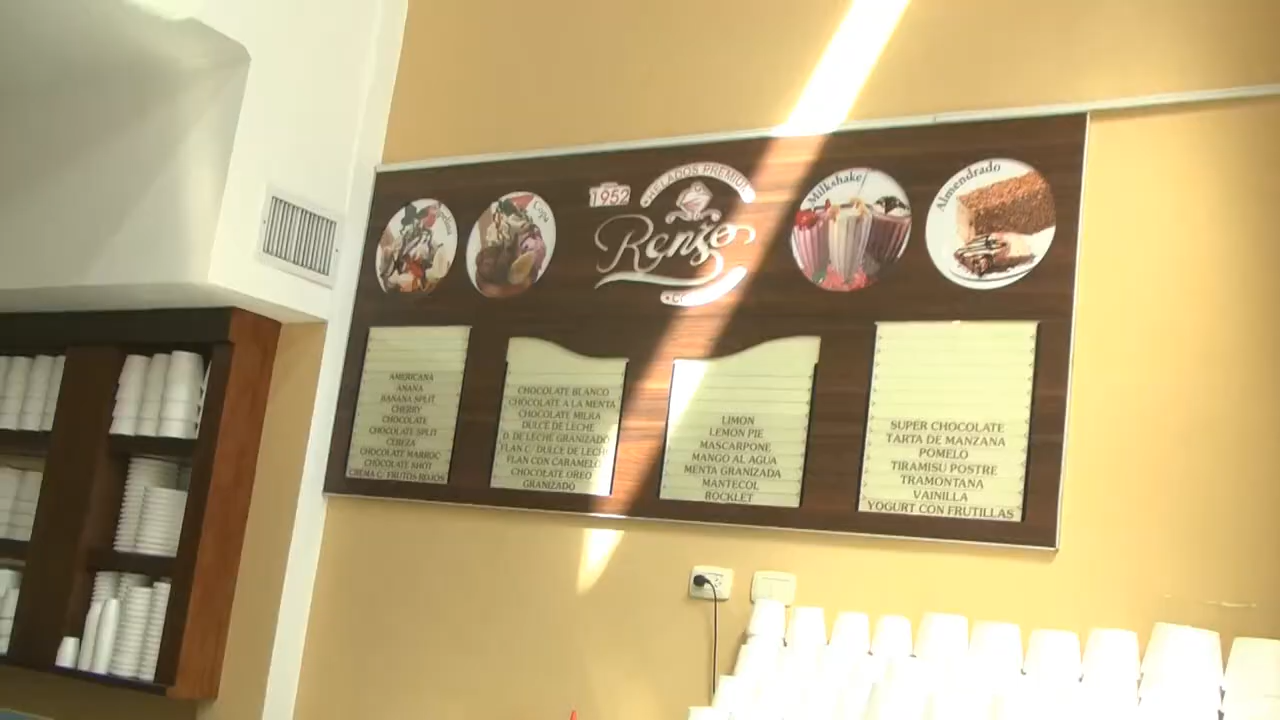 1952
HELADOS PREMIUM
Renzo
Copa
Milkshake
Almendrado
AMERICANA
ANANA
BANANA SPLIT
CHERRY
CHOCOLATE
CHOCOLATE SPLIT
CEREZA
CHOCOLATE MARROC
CHOCOLATE SHOT
CREMA C/ FRUTOS ROJOS
CHOCOLATE BLANCO
CHOCOLATE A LA MENTA
CHOCOLATE MILKA
DULCE DE LECHE
D. DE LECHE GRANIZADO
FLAN C/ DULCE DE LECHE
FLAN CON CARAMELO
CHOCOLATE OREO
GRANIZADO
LIMON
LEMON PIE
MASCARPONE
MANGO AL AGUA
MENTA GRANIZADA
MANTECOL
ROCKLET
SUPER CHOCOLATE
TARTA DE MANZANA
POMELO
TIRAMISU POSTRE
TRAMONTANA
VAINILLA
YOGURT CON FRUTILLAS